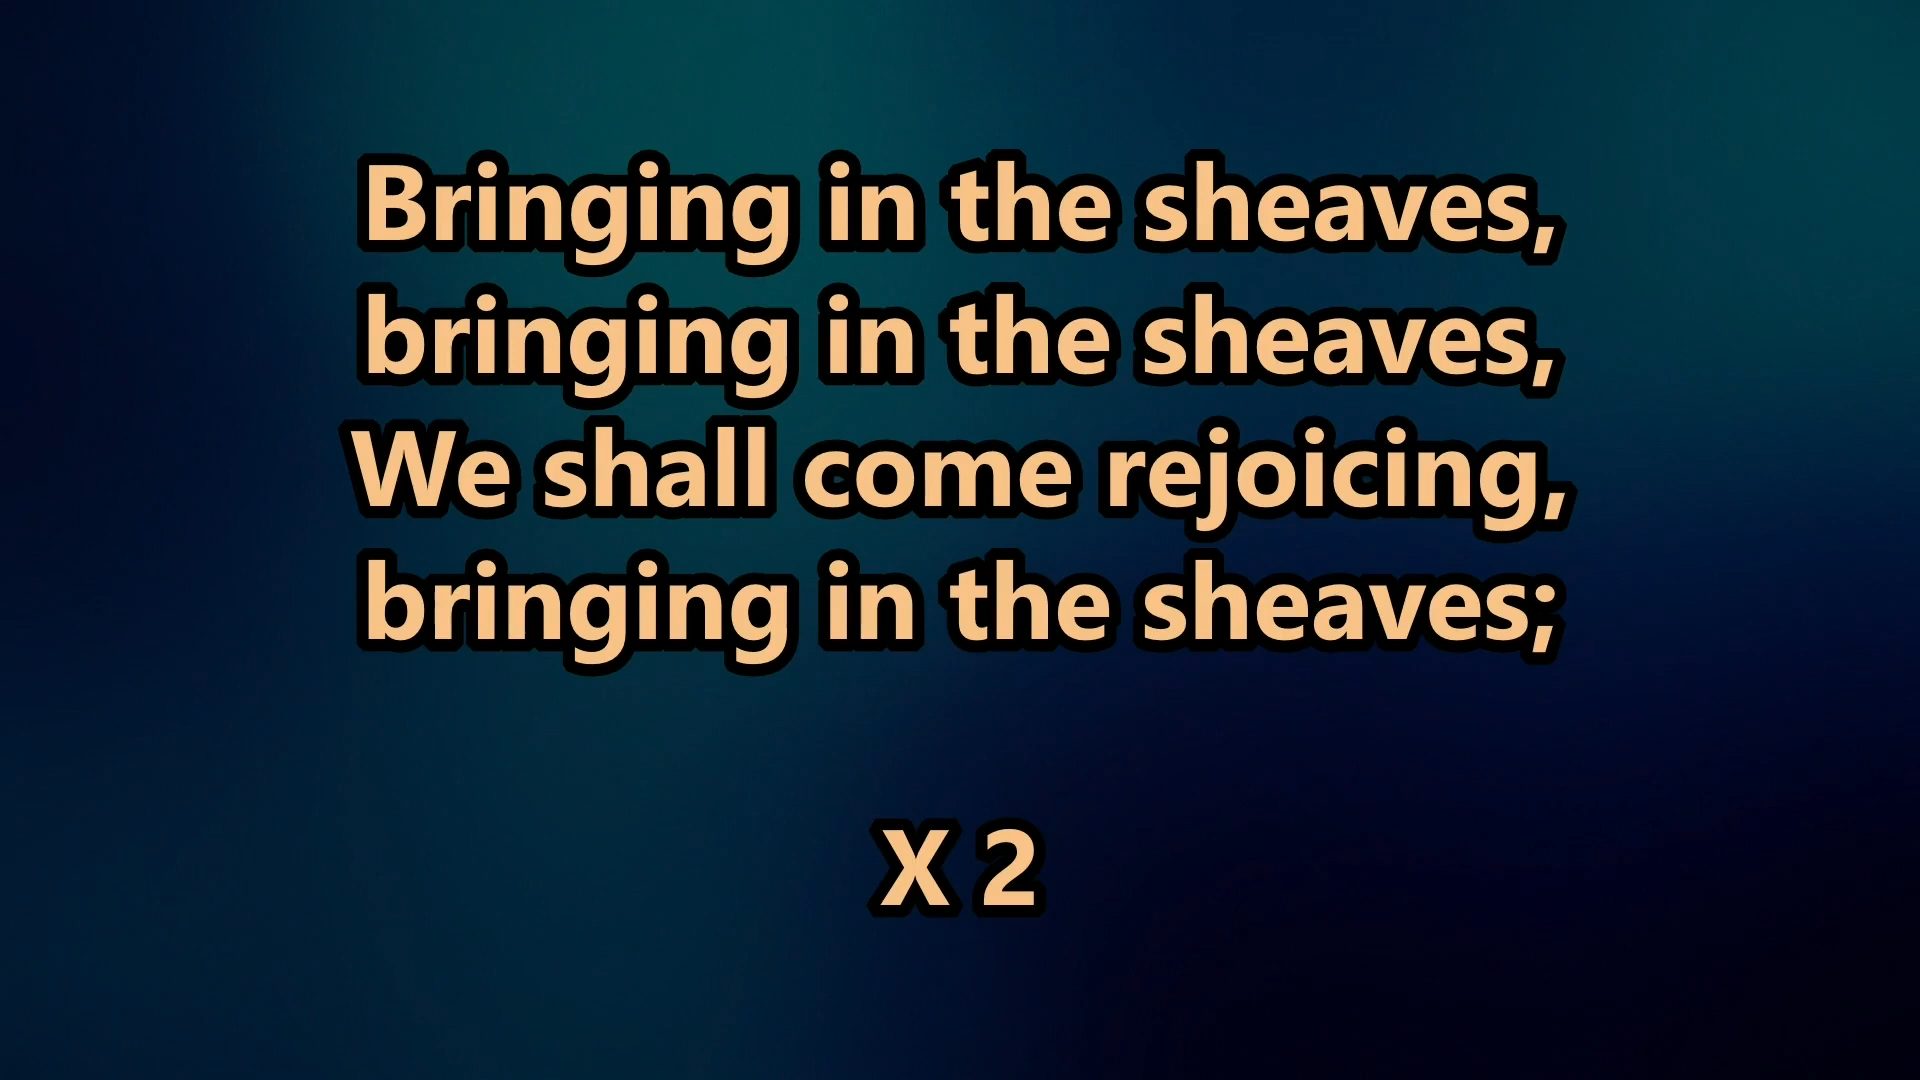 Bringing in the sheaves,
bringing in the sheaves,
We shall come rejoicing,
bringing in the sheaves;
X 2